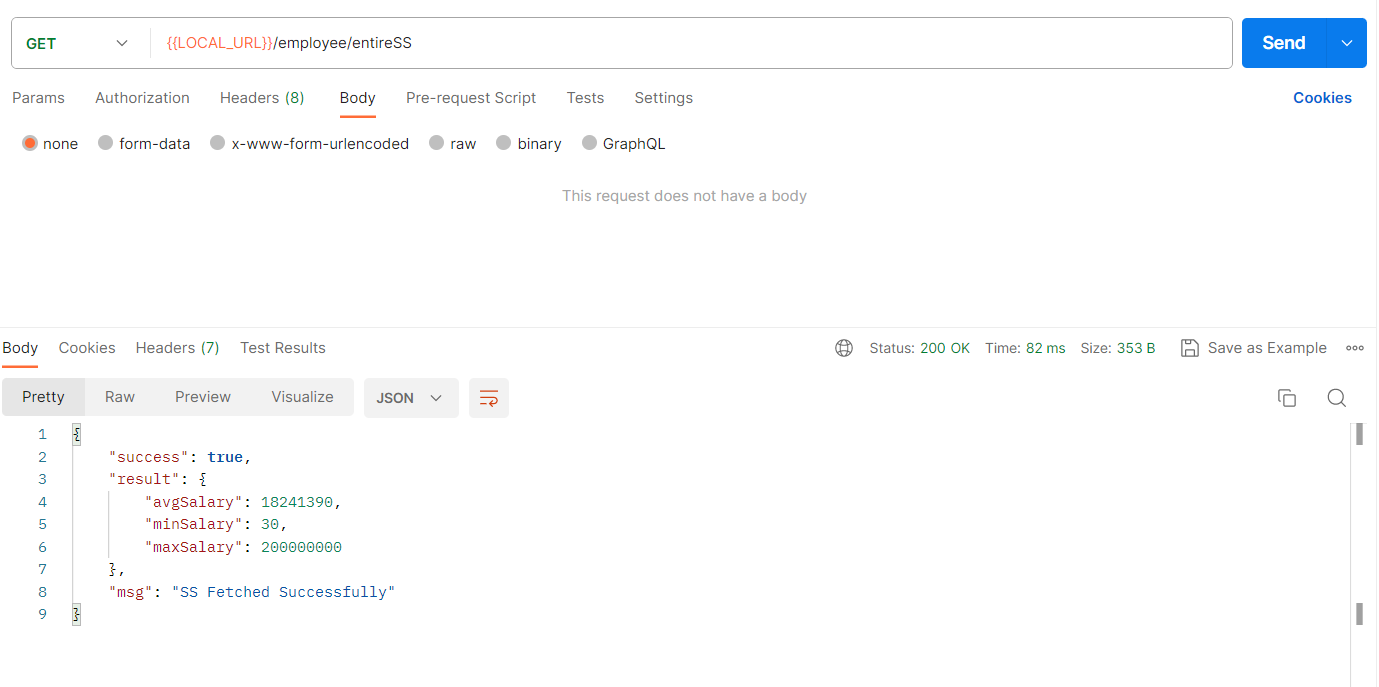 GET {{LOCAL_URL}}/employee/entireSS Send
Params Authorization Headers (8) Body Pre-request Script Tests Settings Cookies
none form-data x-www-form-urlencoded raw binary GraphQL
This request does not have a body
Body Cookies Headers (7) Test Results Status: 200 OK Time: 82 ms Size: 353 B Save as Example
Pretty Raw Preview Visualize JSON
1 {
2 "success": true,
3 "result": {
4 "avgSalary": 18241390,
5 "minSalary": 30,
6 "maxSalary": 200000000
7 },
8 "msg": "SS Fetched Successfully"
9 }